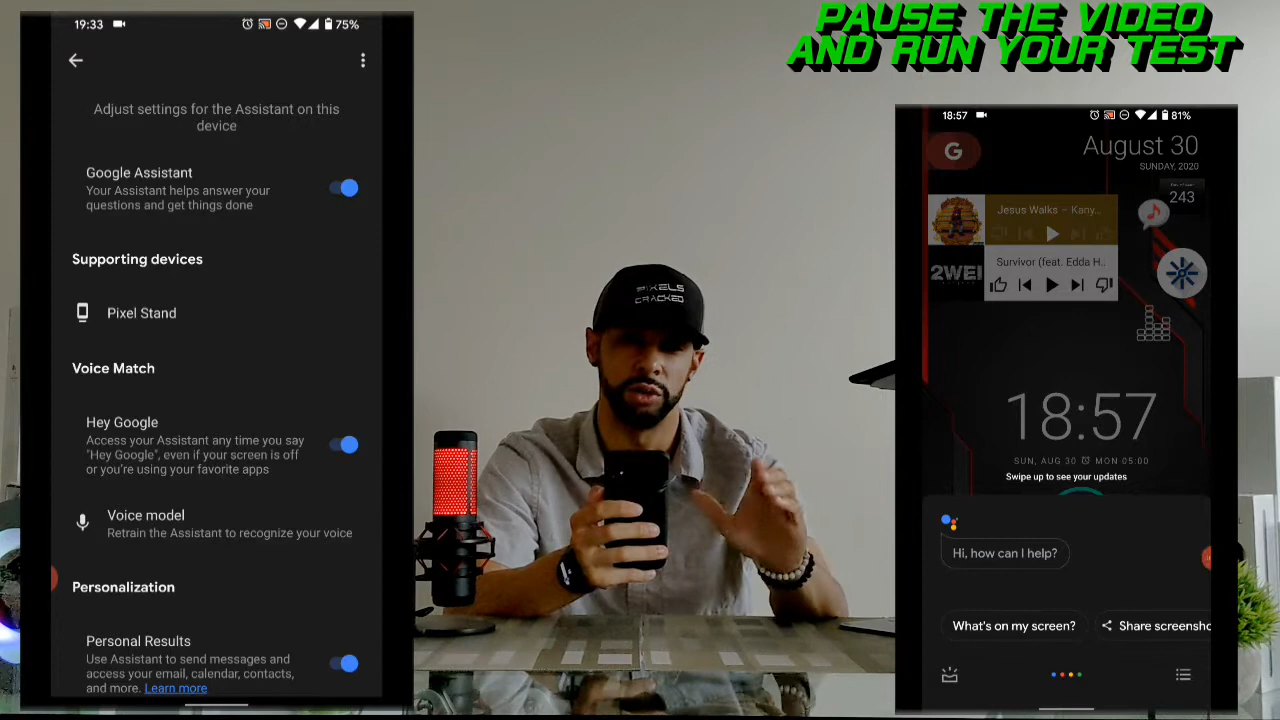 PAUSE THE VIDEO
AND RUN YOUR TEST
19:33
75%
Adjust settings for the Assistant on this
device
Google Assistant
Your Assistant helps answer your
questions and get things done
Supporting devices
Pixel Stand
Voice Match
Hey Google
Access your Assistant any time you say
"Hey Google", even if your screen is off
or you're using your favorite apps
Voice model
Retrain the Assistant to recognize your voice
Personalization
Personal Results
Use Assistant to send messages and
access your email, calendar, contacts,
and more. Learn more
PIXELS
CRACKED
18:57
81%
G
August 30
SUNDAY, 2020
243
Jesus Walks – Kany...
2WEI
Survivor (feat. Edda H..
18:57
SUN, AUG 30 MON 05:00
Swipe up to see your updates
Hi, how can I help?
What's on my screen?
Share screensho